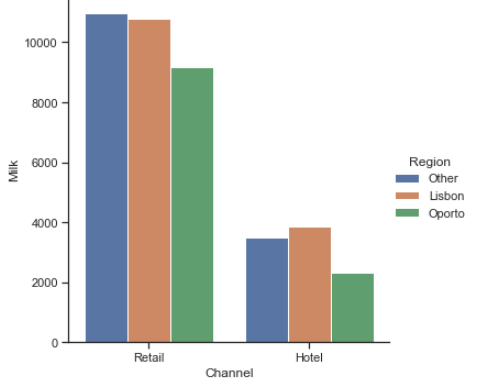 10000
8000
6000
4000
2000
0
Milk
Retail
Hotel
Channel
Region
Other
Lisbon
Oporto